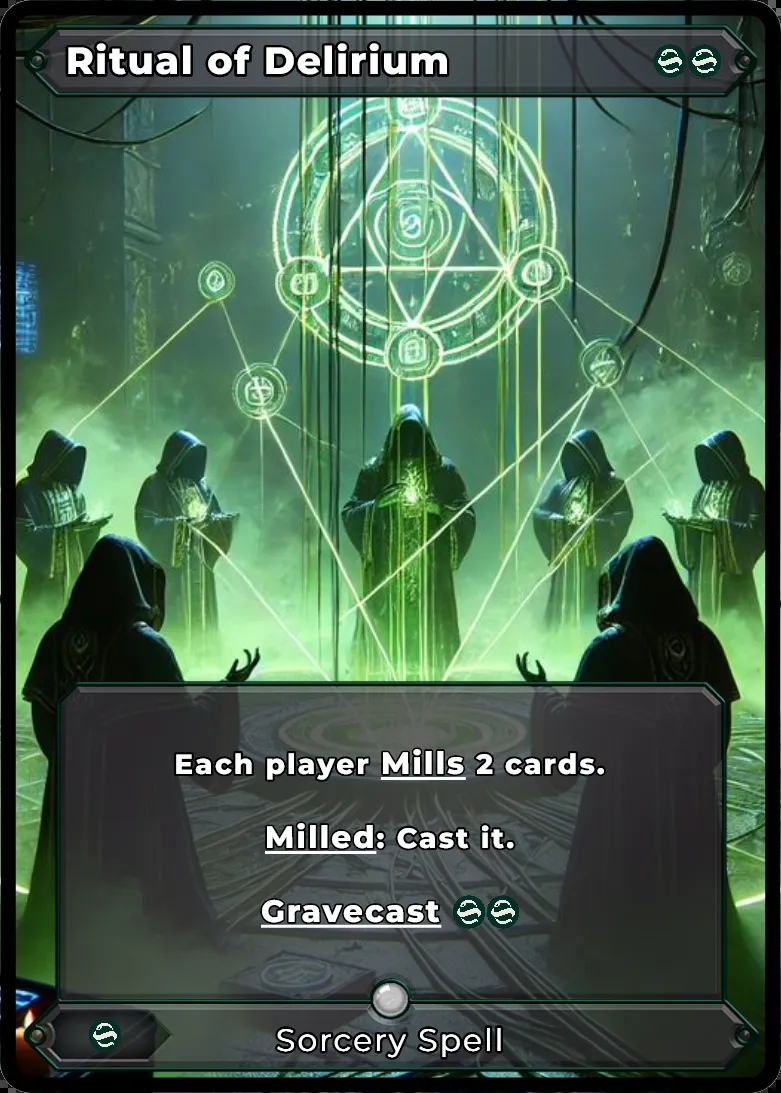 Ritual of Delirium
Each player Mills 2 cards.
Milled: Cast it.
Gravecast
Sorcery Spell